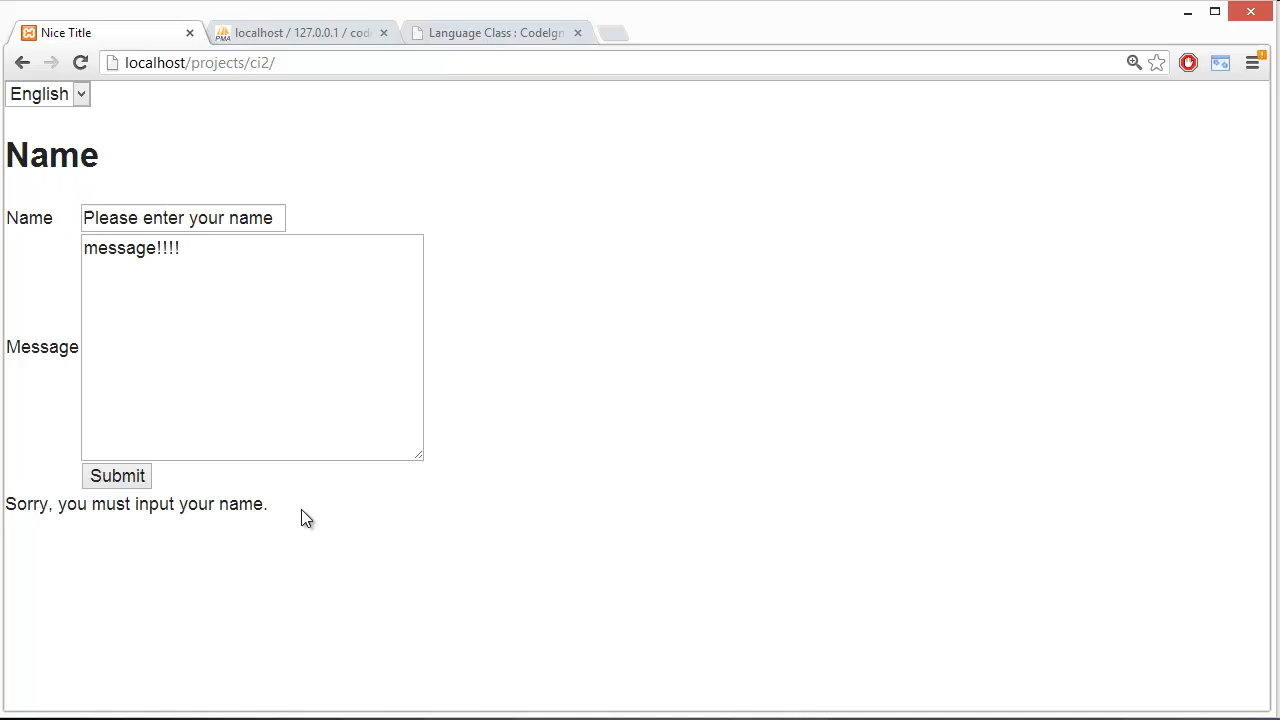 Nice Title
localhost / 127.0.0.1 / cod
Language Class : CodeIgn
localhost/projects/ci2/
English
Name
Name
Please enter your name
message!!!!
Message
Submit
Sorry, you must input your name.